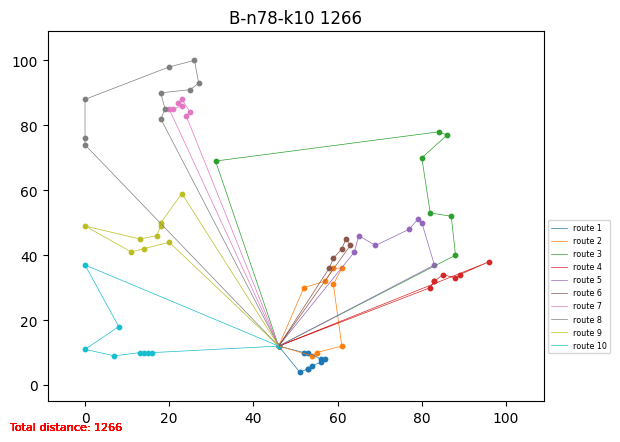 B-n78-k10 1266
100
80
60
40
20
0
0
20
40
60
80
100
route 1
route 2
route 3
route 4
route 5
route 6
route 7
route 8
route 9
route 10
Total distance: 1266